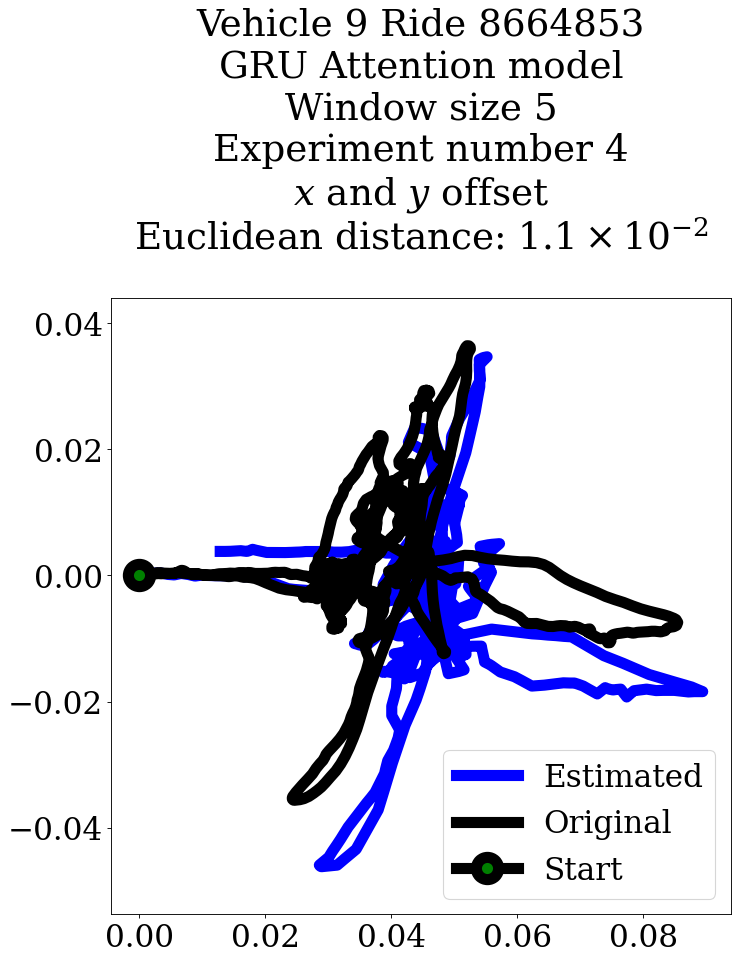 Vehicle 9 Ride 8664853
GRU Attention model
Window size 5
Experiment number 4
x and y offset
Euclidean distance: 1.1 × 10⁻²
0.04
0.02
0.00
−0.02
−0.04
Estimated
Original
Start
0.00 0.02 0.04 0.06 0.08